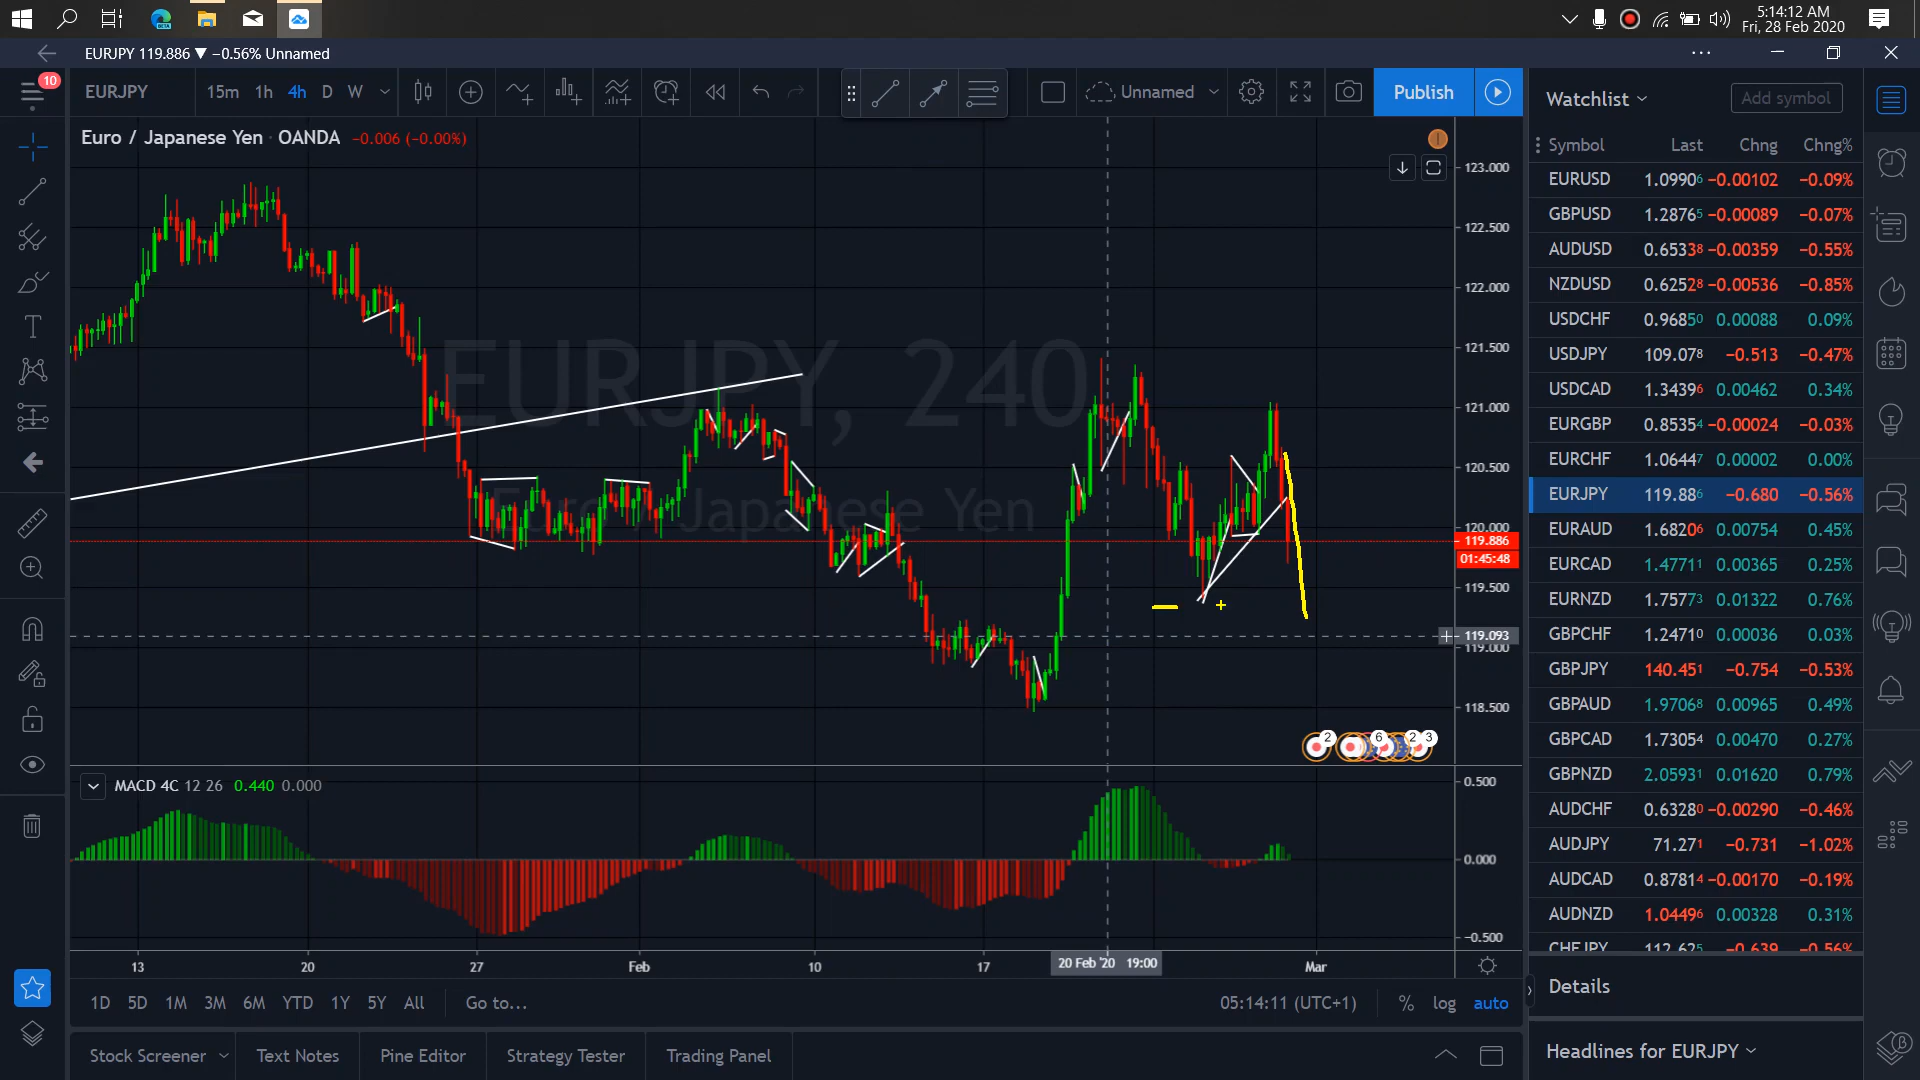 5:14:12 AM
Fri, 28 Feb 2020
EURJPY 119.886 ▼ −0.56% Unnamed
10
EURJPY 15m 1h 4h D W Unnamed Publish
Euro / Japanese Yen · OANDA −0.006 (−0.00%)
EURJPY, 240
Euro / Japanese Yen
123.000
122.500
122.000
121.500
121.000
120.500
120.000
119.886
01:45:48
119.500
119.093
119.000
118.500
2 6 2 3
MACD 4C 12 26 0.440 0.000
0.500
0.000
−0.500
13 20 27 Feb 10 17 20 Feb '20 19:00 Mar
1D 5D 1M 3M 6M YTD 1Y 5Y All Go to... 05:14:11 (UTC+1) % log auto
Stock Screener Text Notes Pine Editor Strategy Tester Trading Panel
Watchlist Add symbol
Symbol Last Chng Chng%
EURUSD 1.09906 −0.00102 −0.09%
GBPUSD 1.28765 −0.00089 −0.07%
AUDUSD 0.65338 −0.00359 −0.55%
NZDUSD 0.62528 −0.00536 −0.85%
USDCHF 0.96850 0.00088 0.09%
USDJPY 109.078 −0.513 −0.47%
USDCAD 1.34396 0.00462 0.34%
EURGBP 0.85354 −0.00024 −0.03%
EURCHF 1.06447 0.00002 0.00%
EURJPY 119.886 −0.680 −0.56%
EURAUD 1.68206 0.00754 0.45%
EURCAD 1.47711 0.00365 0.25%
EURNZD 1.75773 0.01322 0.76%
GBPCHF 1.24710 0.00036 0.03%
GBPJPY 140.451 −0.754 −0.53%
GBPAUD 1.97068 0.00965 0.49%
GBPCAD 1.73054 0.00470 0.27%
GBPNZD 2.05931 0.01620 0.79%
AUDCHF 0.63280 −0.00290 −0.46%
AUDJPY 71.271 −0.731 −1.02%
AUDCAD 0.87814 −0.00170 −0.19%
AUDNZD 1.04496 0.00328 0.31%
CHFJPY 112.625 −0.639 −0.56%
Details
Headlines for EURJPY